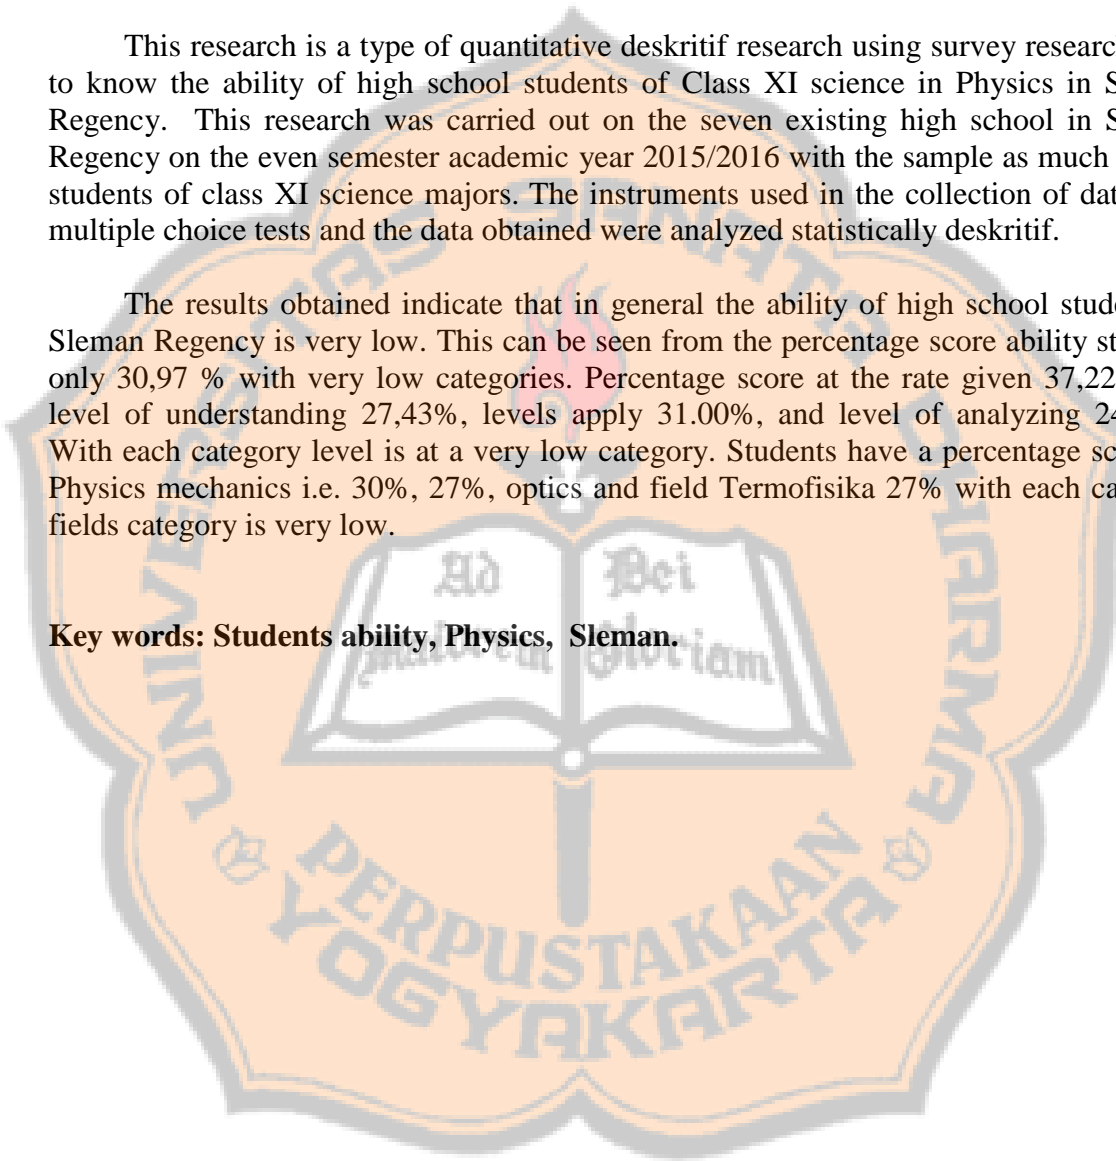 This research is a type of quantitative deskritif research using survey research
to know the ability of high school students of Class XI science in Physics in S
Regency. This research was carried out on the seven existing high school in S
Regency on the even semester academic year 2015/2016 with the sample as much
students of class XI science majors. The instruments used in the collection of dat
multiple choice tests and the data obtained were analyzed statistically deskritif.
The results obtained indicate that in general the ability of high school stude
Sleman Regency is very low. This can be seen from the percentage score ability st
only 30,97 % with very low categories. Percentage score at the rate given 37,22
level of understanding 27,43%, levels apply 31.00%, and level of analyzing 24
With each category level is at a very low category. Students have a percentage sc
Physics mechanics i.e. 30%, 27%, optics and field Termofisika 27% with each ca
fields category is very low.
Key words: Students ability, Physics, Sleman.
UNIVERSITAS SANATA DHARMA
Ad Dei
Maiorem Gloriam
PERPUSTAKAAN
YOGYAKARTA